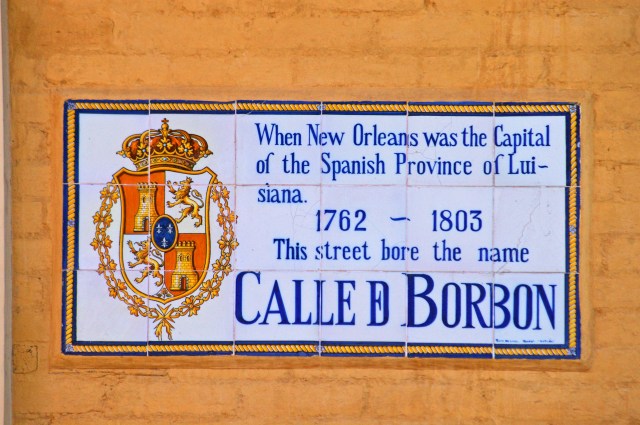 When New Orleans was the Capital
of the Spanish Province of Lui-
siana.
1762 – 1803
This street bore the name
CALLE D BORBON